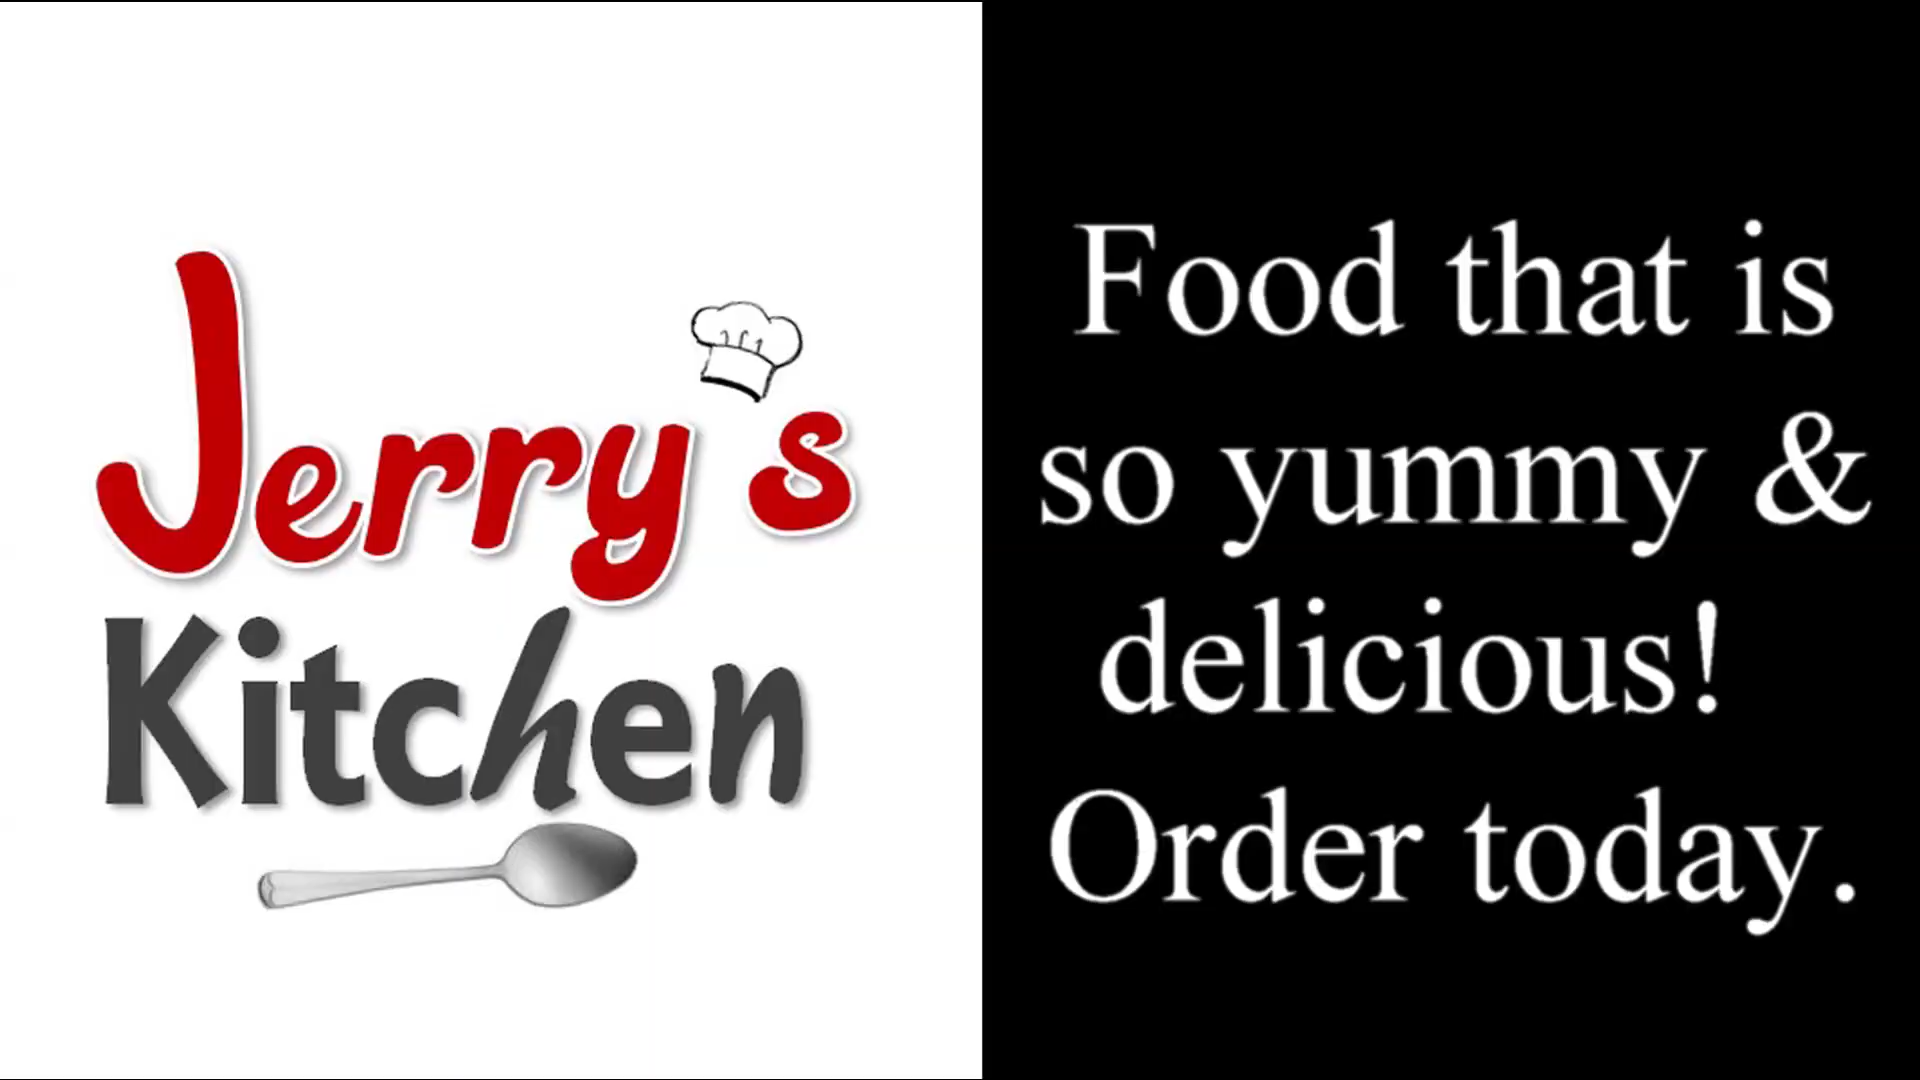 Jerry's
Kitchen
Food that is
so yummy &
delicious!
Order today.